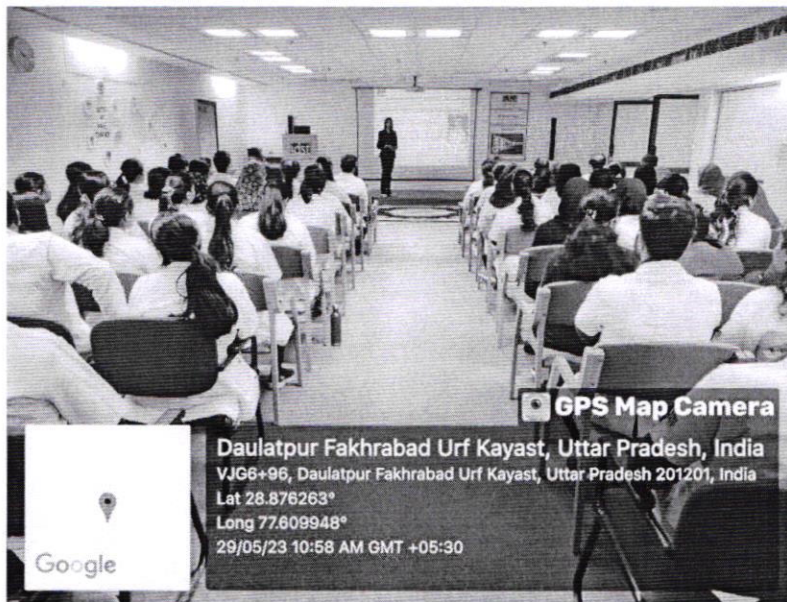 GPS Map Camera
Daulatpur Fakhrabad Urf Kayast, Uttar Pradesh, India
VJG6+96, Daulatpur Fakhrabad Urf Kayast, Uttar Pradesh 201201, India
Lat 28.876263°
Long 77.609948°
29/05/23 10:58 AM GMT +05:30
Google